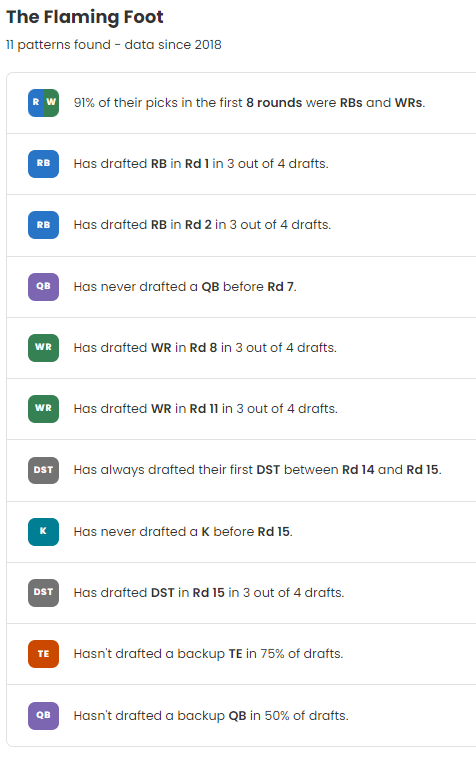 The Flaming Foot
11 patterns found - data since 2018
R W 91% of their picks in the first 8 rounds were RBs and WRs.
RB Has drafted RB in Rd 1 in 3 out of 4 drafts.
RB Has drafted RB in Rd 2 in 3 out of 4 drafts.
QB Has never drafted a QB before Rd 7.
WR Has drafted WR in Rd 8 in 3 out of 4 drafts.
WR Has drafted WR in Rd 11 in 3 out of 4 drafts.
DST Has always drafted their first DST between Rd 14 and Rd 15.
K Has never drafted a K before Rd 15.
DST Has drafted DST in Rd 15 in 3 out of 4 drafts.
TE Hasn't drafted a backup TE in 75% of drafts.
QB Hasn't drafted a backup QB in 50% of drafts.